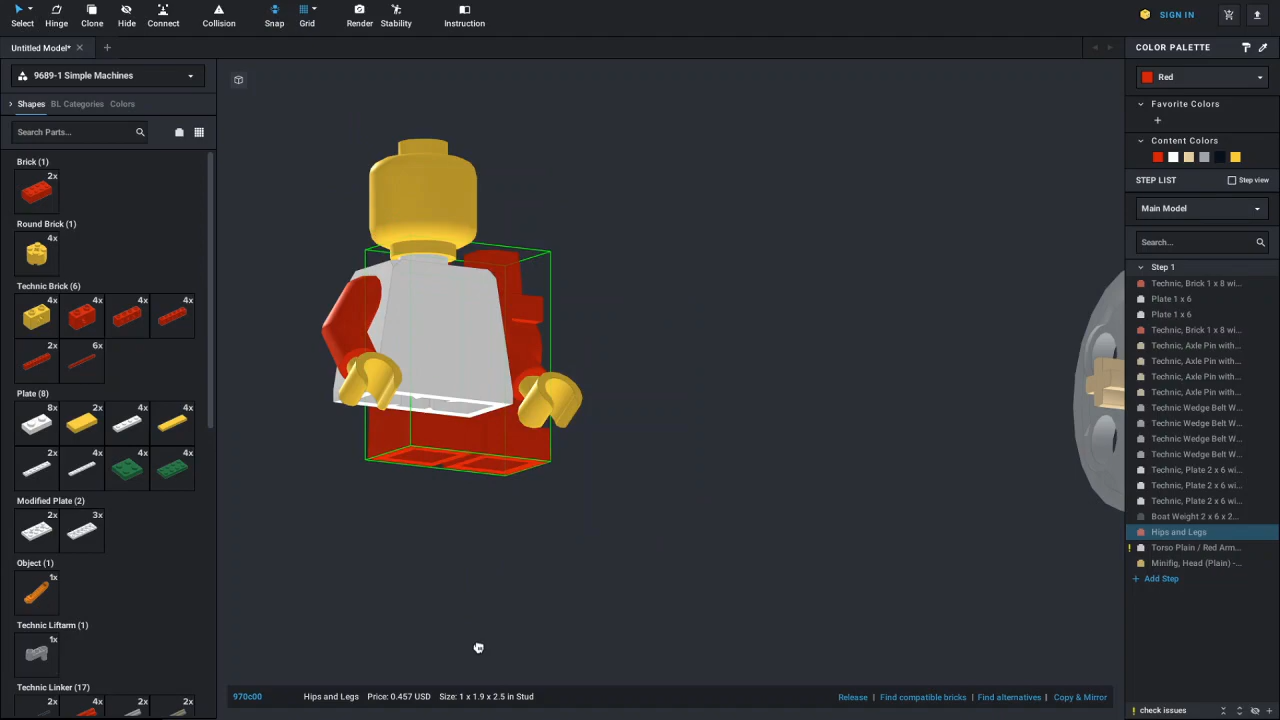 Select
Hinge
Clone
Hide
Connect
Collision
Snap
Grid
Render
Stability
Instruction
SIGN IN
Untitled Model*
9689-1 Simple Machines
Shapes
BL Categories
Colors
Search Parts...
Brick (1)
2x
Round Brick (1)
4x
Technic Brick (6)
4x 4x 4x 4x
2x 6x
Plate (8)
8x 2x 4x 4x
2x 4x 4x 4x
Modified Plate (2)
2x 3x
Object (1)
1x
Technic Liftarm (1)
1x
Technic Linker (17)
2x 4x 2x 2x
970c00
Hips and Legs Price: 0.457 USD Size: 1 x 1.9 x 2.5 in Stud
Release
Find compatible bricks
Find alternatives
Copy & Mirror
COLOR PALETTE
Red
Favorite Colors
Content Colors
STEP LIST
Step view
Main Model
Search...
Step 1
Technic, Brick 1 x 8 wi...
Plate 1 x 6
Plate 1 x 6
Technic, Brick 1 x 8 wi...
Technic, Axle Pin with...
Technic, Axle Pin with...
Technic, Axle Pin with...
Technic, Axle Pin with...
Technic Wedge Belt W...
Technic Wedge Belt W...
Technic Wedge Belt W...
Technic Wedge Belt W...
Technic, Plate 2 x 6 wi...
Technic, Plate 2 x 6 wi...
Technic, Plate 2 x 6 wi...
Boat Weight 2 x 6 x 2...
Hips and Legs
Torso Plain / Red Arm...
Minifig, Head (Plain) -...
+ Add Step
check issues